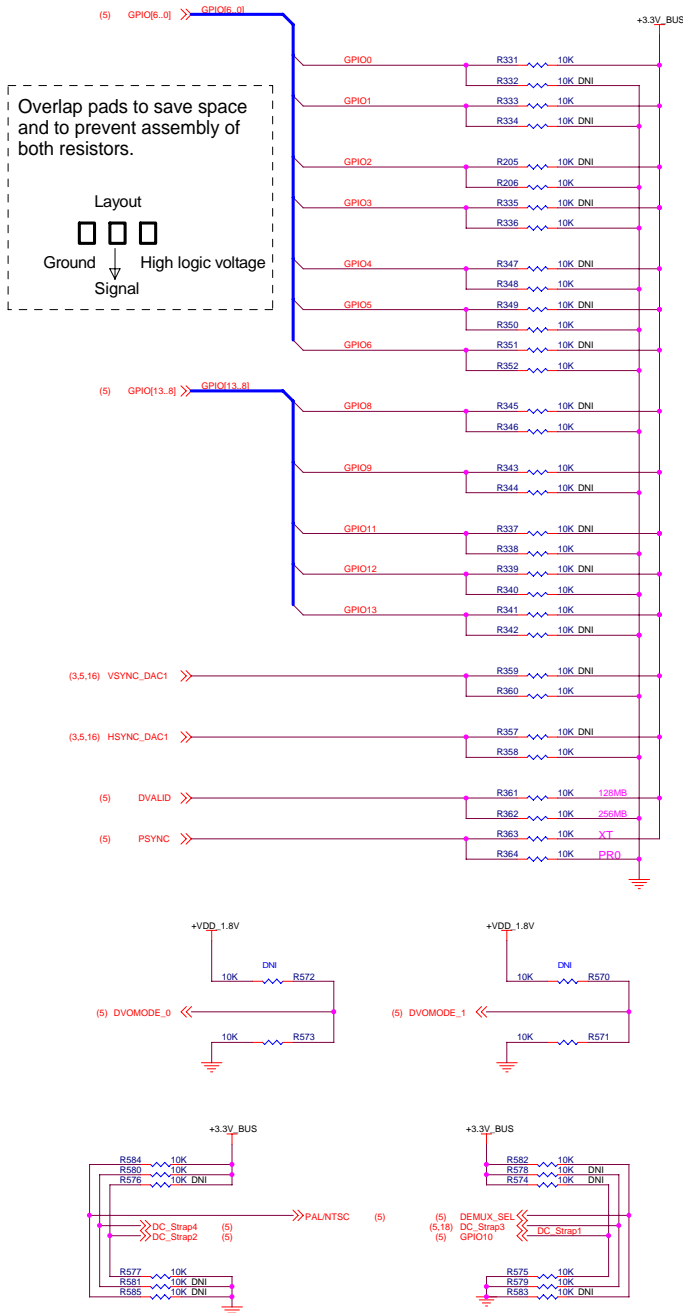 (5) GPIO[6..0] GPIO[6..0]
+3.3V_BUS
GPIO0 R331 10K
R332 10K DNI
GPIO1 R333 10K
R334 10K DNI
Overlap pads to save space
and to prevent assembly of
both resistors.
Layout
Ground High logic voltage
Signal
GPIO2 R205 10K DNI
R206 10K
GPIO3 R335 10K DNI
R336 10K
GPIO4 R347 10K DNI
R348 10K
GPIO5 R349 10K DNI
R350 10K
GPIO6 R351 10K DNI
R352 10K
(5) GPIO[13..8] GPIO[13..8]
GPIO8 R345 10K DNI
R346 10K
GPIO9 R343 10K
R344 10K DNI
GPIO11 R337 10K DNI
R338 10K
GPIO12 R339 10K DNI
R340 10K
GPIO13 R341 10K
R342 10K DNI
(3,5,16) VSYNC_DAC1 R359 10K DNI
R360 10K
(3,5,16) HSYNC_DAC1 R357 10K DNI
R358 10K
(5) DVALID R361 10K 128MB
R362 10K 256MB
(5) PSYNC R363 10K XT
R364 10K PRO
+VDD_1.8V
DNI
10K R572
(5) DVOMODE_0
10K R573
+VDD_1.8V
DNI
10K R570
(5) DVOMODE_1
10K R571
+3.3V_BUS
R584 10K
R580 10K
R576 10K DNI
PAL/NTSC (5)
DC_Strap4 (5)
DC_Strap2 (5)
R577 10K
R581 10K DNI
R585 10K DNI
+3.3V_BUS
R582 10K
R578 10K DNI
R574 10K DNI
(5) DEMUX_SEL
(5,18) DC_Strap3
(5) GPIO10 DC_Strap1
R575 10K
R579 10K
R583 10K DNI